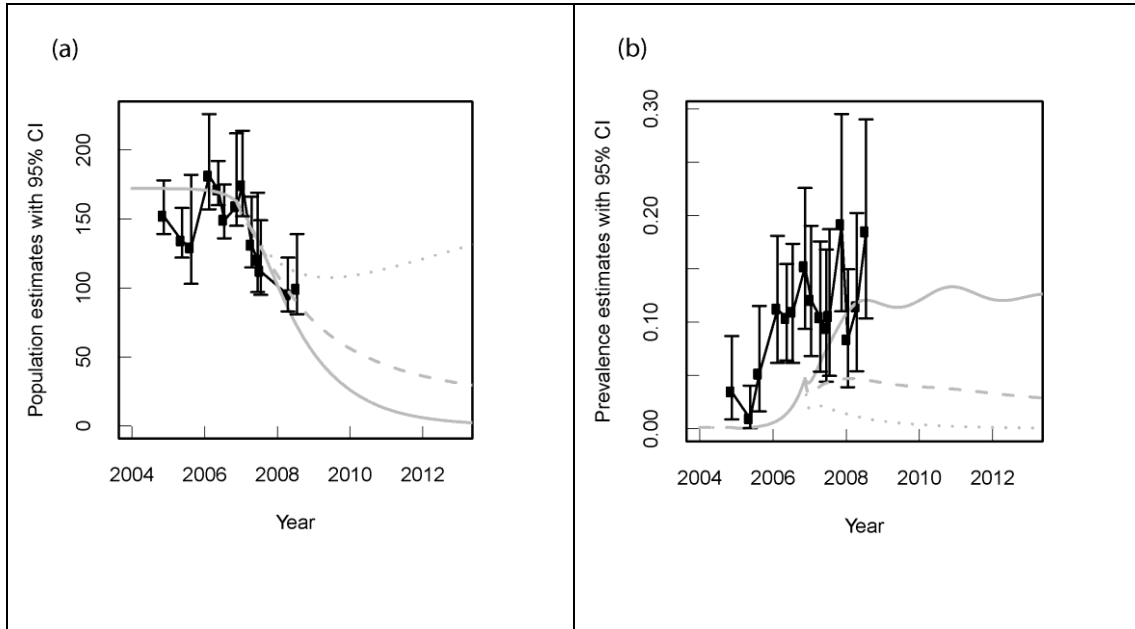 (a)
Population estimates with 95% CI
200
150
100
50
0
2004 2006 2008 2010 2012
Year
(b)
Prevalence estimates with 95% CI
0.30
0.20
0.10
0.00
2004 2006 2008 2010 2012
Year